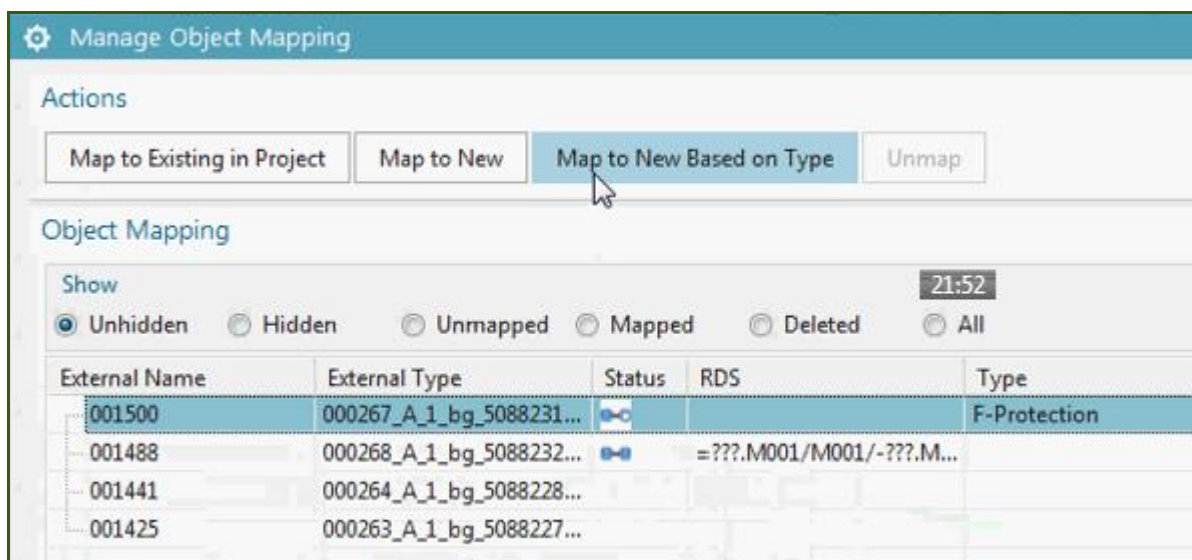 Manage Object Mapping
Actions
Map to Existing in Project Map to New Map to New Based on Type Unmap
Object Mapping
Show 21:52
Unhidden Hidden Unmapped Mapped Deleted All
External Name External Type Status RDS Type
001500 000267_A_1_bg_5088231... F-Protection
001488 000268_A_1_bg_5088232... =???.M001/M001/-???.M...
001441 000264_A_1_bg_5088228...
001425 000263_A_1_bg_5088227...